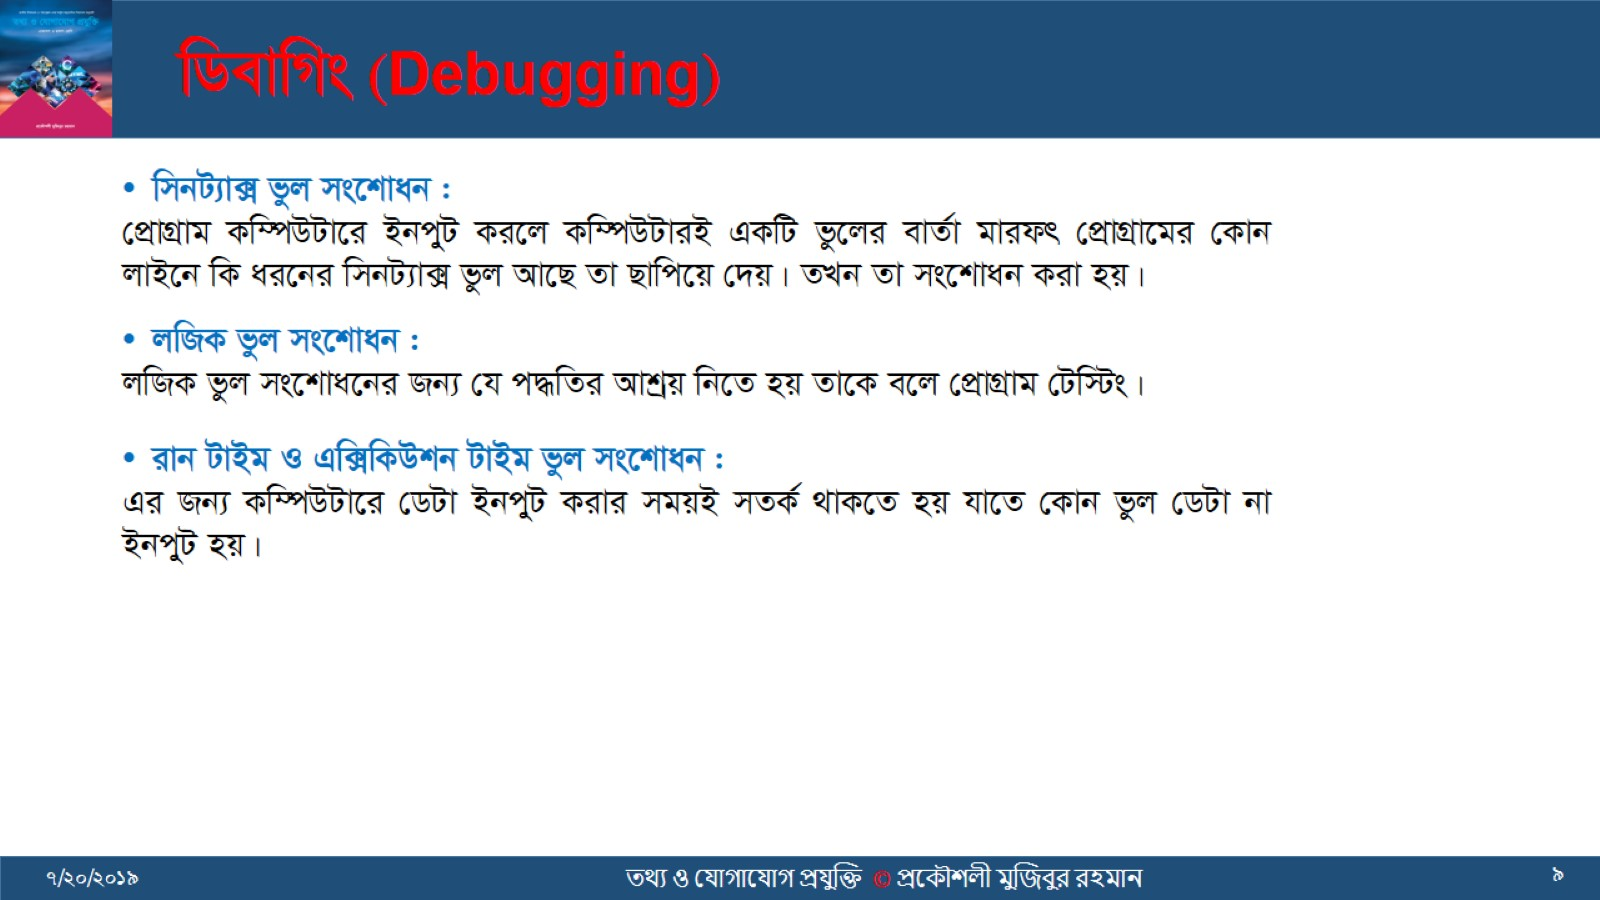 তথ্য ও যোগাযোগ প্রযুক্তি
ডিবাগিং (Debugging)
• সিনট্যাক্স ভুল সংশোধন :
প্রোগ্রাম কম্পিউটারে ইনপুট করলে কম্পিউটারই একটি ভুলের বার্তা মারফৎ প্রোগ্রামের কোন
লাইনে কি ধরনের সিনট্যাক্স ভুল আছে তা ছাপিয়ে দেয়। তখন তা সংশোধন করা হয়।
• লজিক ভুল সংশোধন :
লজিক ভুল সংশোধনের জন্য যে পদ্ধতির আশ্রয় নিতে হয় তাকে বলে প্রোগ্রাম টেস্টিং।
• রান টাইম ও এক্সিকিউশন টাইম ভুল সংশোধন :
এর জন্য কম্পিউটারে ডেটা ইনপুট করার সময়ই সতর্ক থাকতে হয় যাতে কোন ভুল ডেটা না
ইনপুট হয়।
৭/২০/২০১৯
তথ্য ও যোগাযোগ প্রযুক্তি © প্রকৌশলী মুজিবুর রহমান
৯